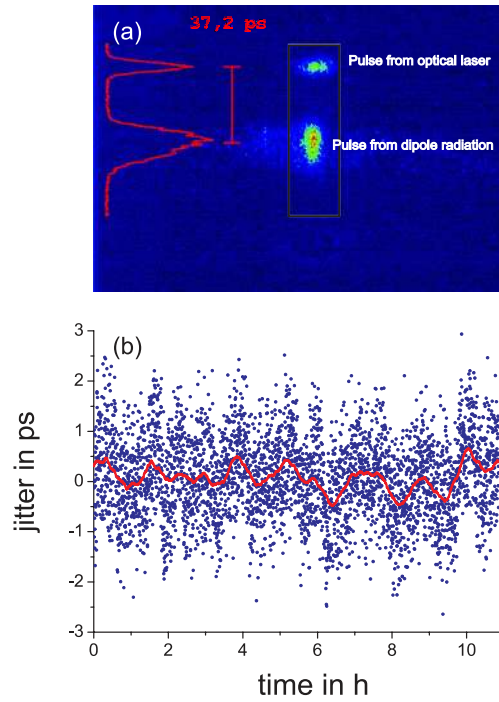 37,2 ps
(a)
Pulse from optical laser
Pulse from dipole radiation
(b)
3
2
1
0
-1
-2
-3
jitter in ps
0 2 4 6 8 10
time in h